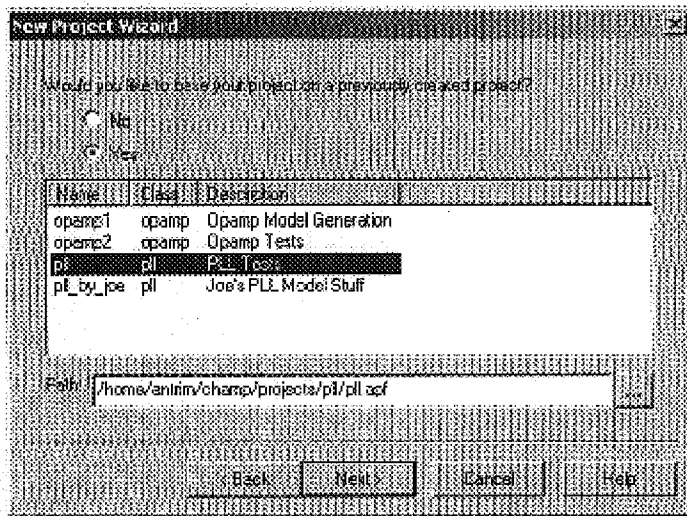 New Project Wizard
Would you like to base your project on a previously created project?
No
Yes
Name Class Description
opamp1 opamp Opamp Model Generation
opamp2 opamp Opamp Tests
pll pll PLL Tests
pll_by_joe pll Joe's PLL Model Stuff
Path: /home/antrim/champ/projects/pll/pll.apf ...
< Back Next > Cancel Help